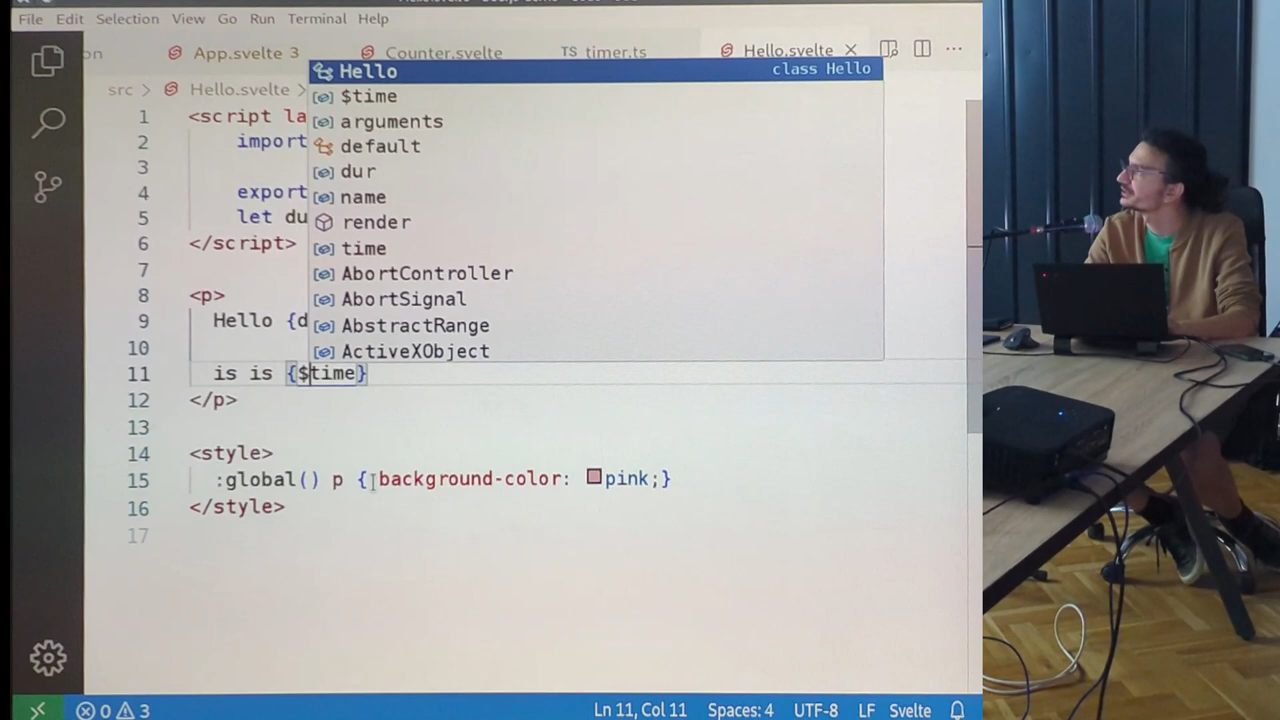 File Edit Selection View Go Run Terminal Help
on App.svelte 3 Counter.svelte TS timer.ts Hello.svelte
src > Hello.svelte >
Hello class Hello
$time
arguments
default
dur
name
render
time
AbortController
AbortSignal
AbstractRange
ActiveXObject
1 <script la
2 import
3
4 export
5 let du
6 </script>
7
8 <p>
9 Hello {d
10
11 is is {$time}
12 </p>
13
14 <style>
15 :global() p { background-color: pink;}
16 </style>
17
0 3 Ln 11, Col 11 Spaces: 4 UTF-8 LF Svelte